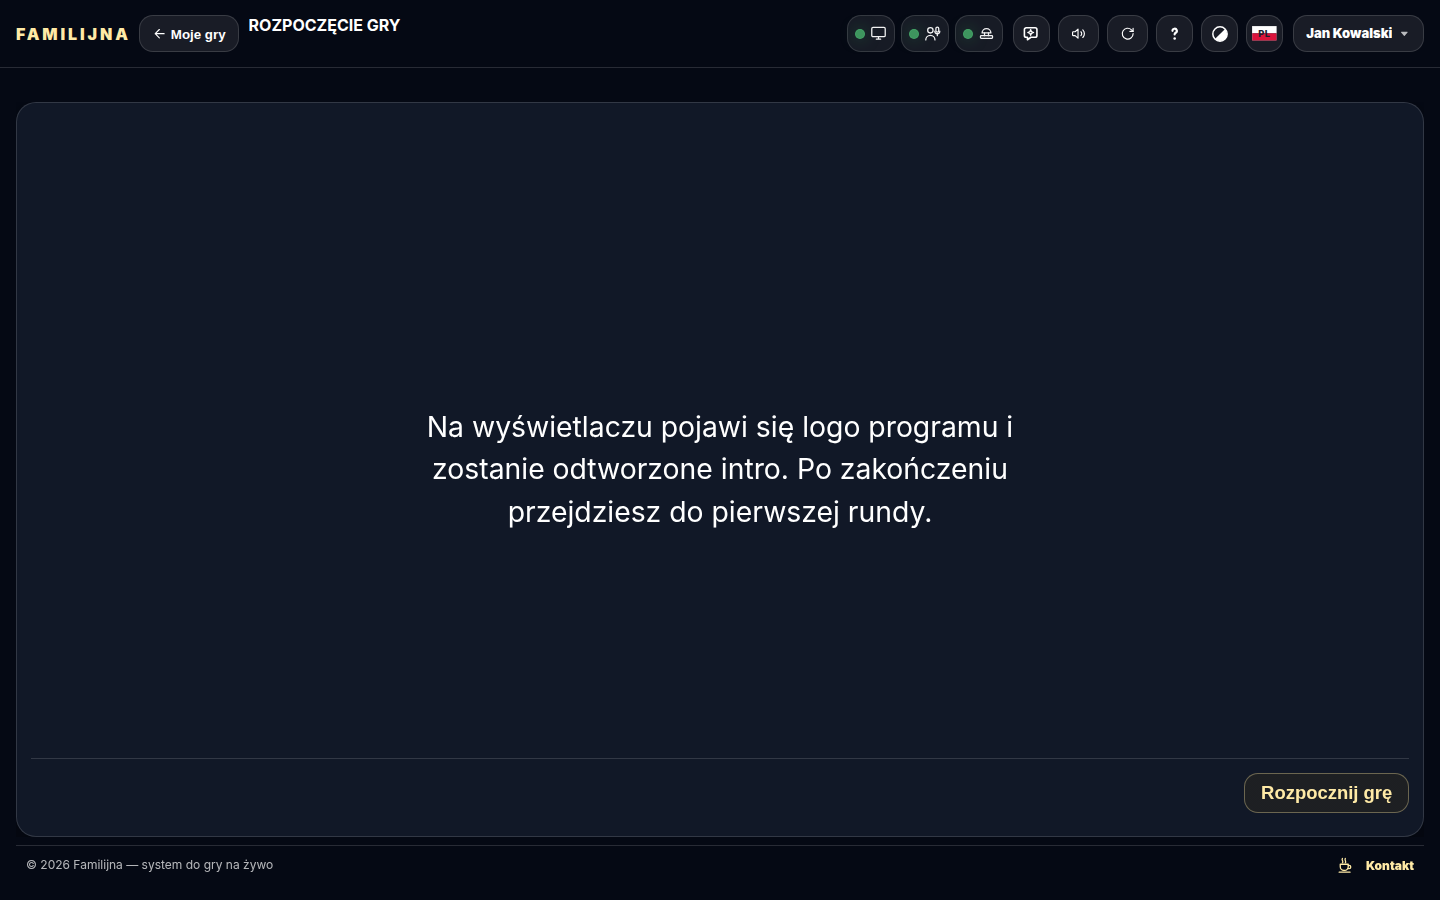 FAMILIJNA
← Moje gry
ROZPOCZĘCIE GRY
?
PL
Jan Kowalski
Na wyświetlaczu pojawi się logo programu i
zostanie odtworzone intro. Po zakończeniu
przejdziesz do pierwszej rundy.
Rozpocznij grę
© 2026 Familijna — system do gry na żywo
Kontakt